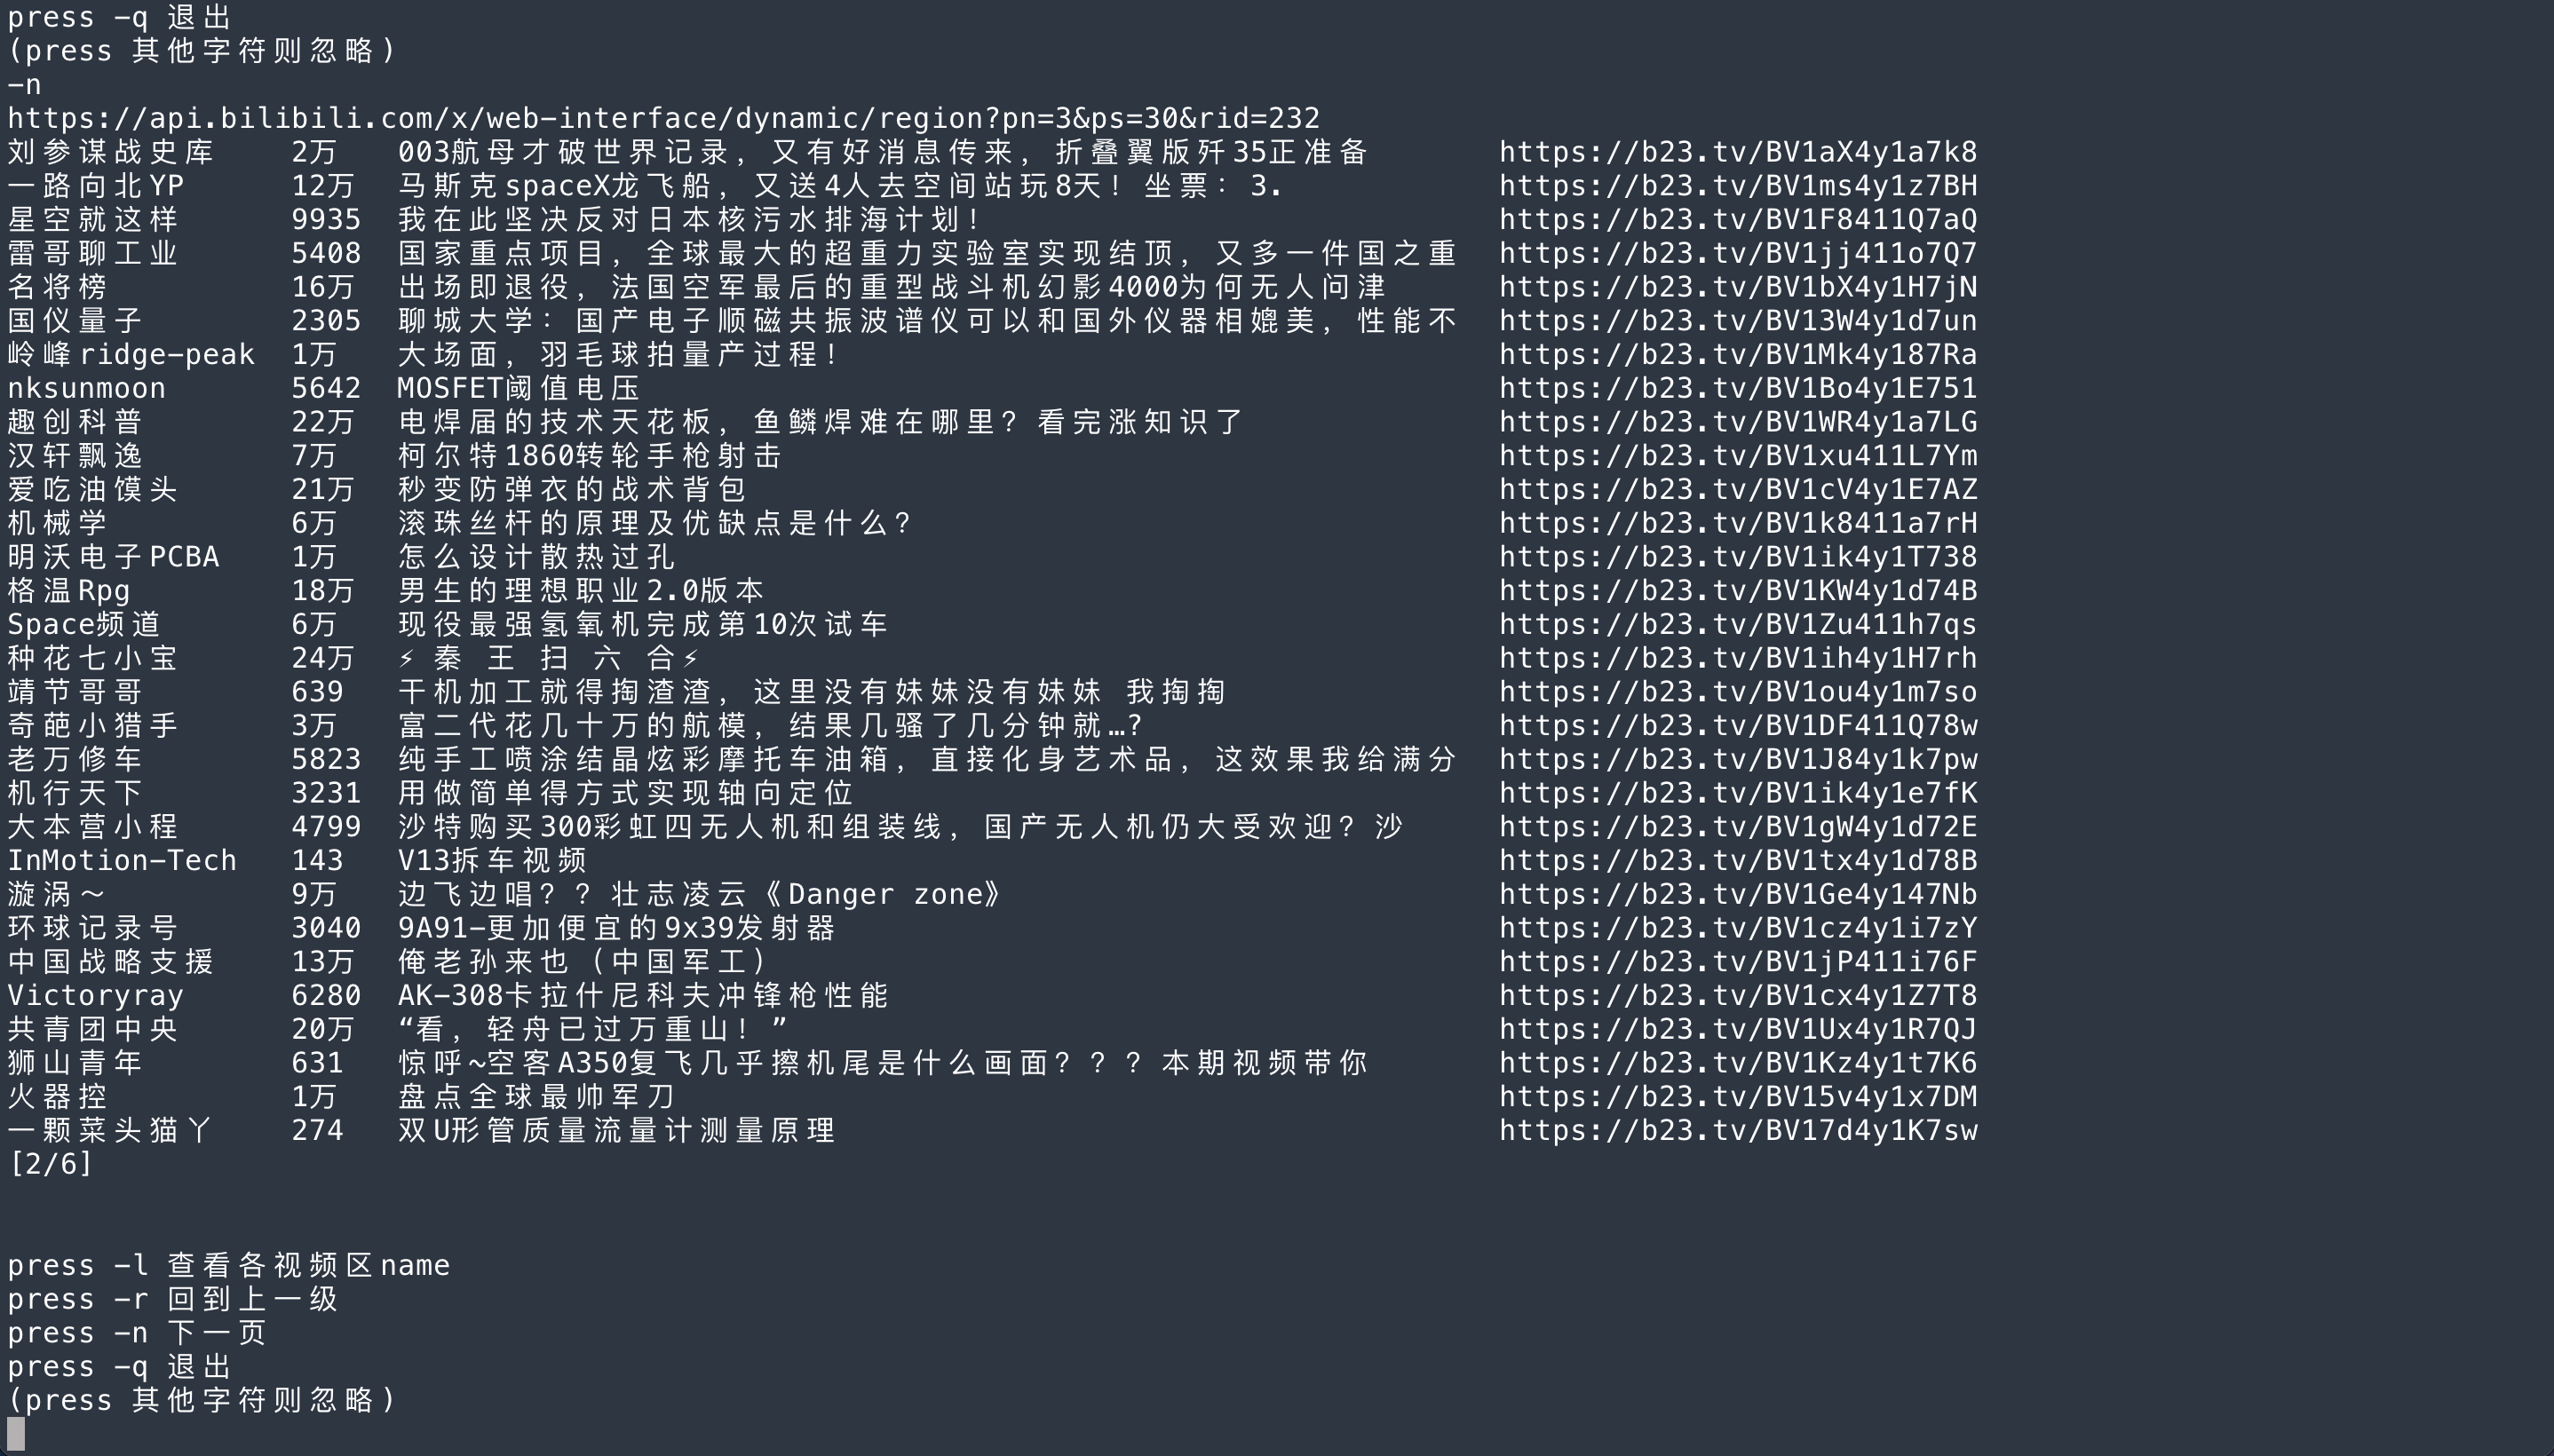 press -q 退出
(press 其他字符则忽略)
-n
https://api.bilibili.com/x/web-interface/dynamic/region?pn=3&ps=30&rid=232
刘参谋战史库 2万 003航母才破世界记录，又有好消息传来，折叠翼版歼35正准备 https://b23.tv/BV1aX4y1a7k8
一路向北YP 12万 马斯克spaceX龙飞船，又送4人去空间站玩8天！坐票：3. https://b23.tv/BV1ms4y1z7BH
星空就这样 9935 我在此坚决反对日本核污水排海计划！ https://b23.tv/BV1F8411Q7aQ
雷哥聊工业 5408 国家重点项目，全球最大的超重力实验室实现结顶，又多一件国之重 https://b23.tv/BV1jj411o7Q7
名将榜 16万 出场即退役，法国空军最后的重型战斗机幻影4000为何无人问津 https://b23.tv/BV1bX4y1H7jN
国仪量子 2305 聊城大学：国产电子顺磁共振波谱仪可以和国外仪器相媲美，性能不 https://b23.tv/BV13W4y1d7un
岭峰ridge-peak 1万 大场面，羽毛球拍量产过程！ https://b23.tv/BV1Mk4y187Ra
nksunmoon 5642 MOSFET阈值电压 https://b23.tv/BV1Bo4y1E751
趣创科普 22万 电焊届的技术天花板，鱼鳞焊难在哪里？看完涨知识了 https://b23.tv/BV1WR4y1a7LG
汉轩飘逸 7万 柯尔特1860转轮手枪射击 https://b23.tv/BV1xu411L7Ym
爱吃油馍头 21万 秒变防弹衣的战术背包 https://b23.tv/BV1cV4y1E7AZ
机械学 6万 滚珠丝杆的原理及优缺点是什么？ https://b23.tv/BV1k8411a7rH
明沃电子PCBA 1万 怎么设计散热过孔 https://b23.tv/BV1ik4y1T738
格温Rpg 18万 男生的理想职业2.0版本 https://b23.tv/BV1KW4y1d74B
Space频道 6万 现役最强氢氧机完成第10次试车 https://b23.tv/BV1Zu411h7qs
种花七小宝 24万 ⚡ 秦 王 扫 六 合⚡ https://b23.tv/BV1ih4y1H7rh
靖节哥哥 639 干机加工就得掏渣渣，这里没有妹妹没有妹妹 我掏掏 https://b23.tv/BV1ou4y1m7so
奇葩小猎手 3万 富二代花几十万的航模，结果几骚了几分钟就…? https://b23.tv/BV1DF411Q78w
老万修车 5823 纯手工喷涂结晶炫彩摩托车油箱，直接化身艺术品，这效果我给满分 https://b23.tv/BV1J84y1k7pw
机行天下 3231 用做简单得方式实现轴向定位 https://b23.tv/BV1ik4y1e7fK
大本营小程 4799 沙特购买300彩虹四无人机和组装线，国产无人机仍大受欢迎？沙 https://b23.tv/BV1gW4y1d72E
InMotion-Tech 143 V13拆车视频 https://b23.tv/BV1tx4y1d78B
漩涡～ 9万 边飞边唱？？壮志凌云《Danger zone》 https://b23.tv/BV1Ge4y147Nb
环球记录号 3040 9A91-更加便宜的9x39发射器 https://b23.tv/BV1cz4y1i7zY
中国战略支援 13万 俺老孙来也（中国军工） https://b23.tv/BV1jP411i76F
Victoryray 6280 AK-308卡拉什尼科夫冲锋枪性能 https://b23.tv/BV1cx4y1Z7T8
共青团中央 20万 “看，轻舟已过万重山！” https://b23.tv/BV1Ux4y1R7QJ
狮山青年 631 惊呼~空客A350复飞几乎擦机尾是什么画面？？？本期视频带你 https://b23.tv/BV1Kz4y1t7K6
火器控 1万 盘点全球最帅军刀 https://b23.tv/BV15v4y1x7DM
一颗菜头猫丫 274 双U形管质量流量计测量原理 https://b23.tv/BV17d4y1K7sw
[2/6]
press -l 查看各视频区name
press -r 回到上一级
press -n 下一页
press -q 退出
(press 其他字符则忽略)